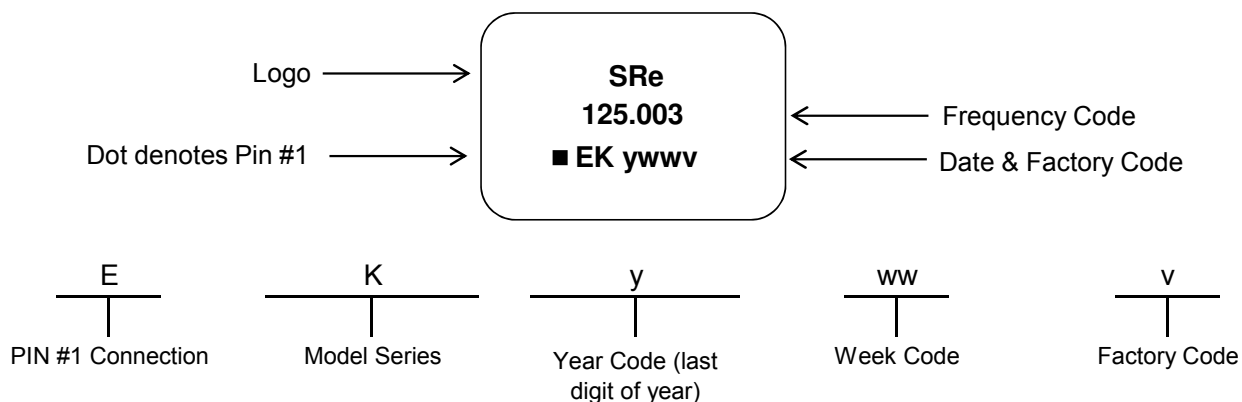 Logo
SRe
125.003
Frequency Code
Dot denotes Pin #1
■ EK ywwv
Date & Factory Code
E K y ww v
PIN #1 Connection Model Series Year Code (last Week Code Factory Code
digit of year)